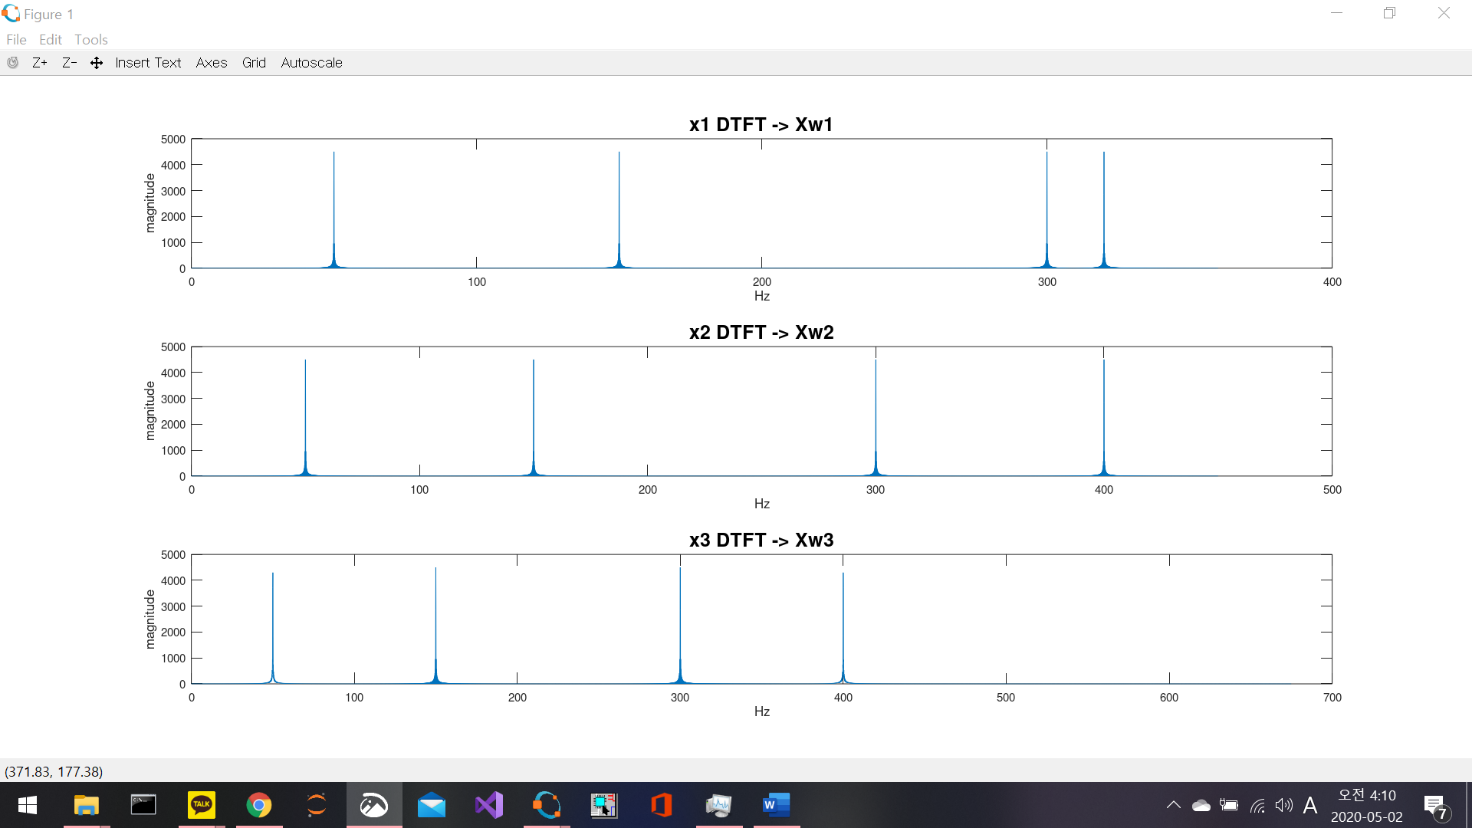 Figure 1
File Edit Tools
Z+ Z- Insert Text Axes Grid Autoscale
x1 DTFT -> Xw1
5000
4000
3000
2000
1000
0
magnitude
0 100 200 300 400
Hz
x2 DTFT -> Xw2
5000
4000
3000
2000
1000
0
magnitude
0 100 200 300 400 500
Hz
x3 DTFT -> Xw3
5000
4000
3000
2000
1000
0
magnitude
0 100 200 300 400 500 600 700
Hz
(371.83, 177.38)
TALK
A
오전 4:10
2020-05-02
7